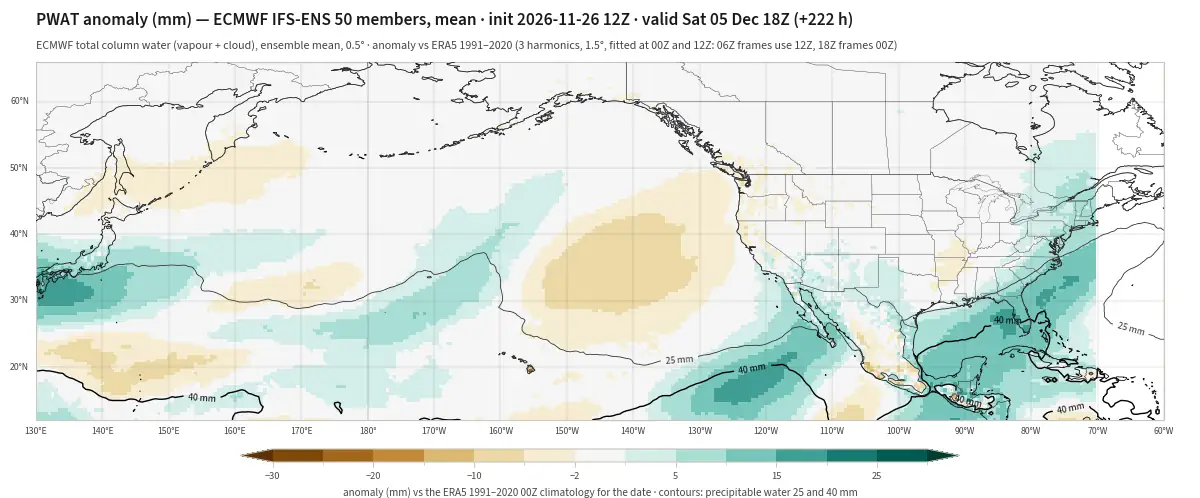 PWAT anomaly (mm) — ECMWF IFS-ENS 50 members, mean · init 2026-11-26 12Z · valid Sat 05 Dec 18Z (+222 h)
ECMWF total column water (vapour + cloud), ensemble mean, 0.5° · anomaly vs ERA5 1991–2020 (3 harmonics, 1.5°, fitted at 00Z and 12Z: 06Z frames use 12Z, 18Z frames 00Z)
60°N
50°N
40°N
30°N
20°N
40 mm
25 mm
25 mm
40 mm
40 mm
40 mm
40 mm
130°E 140°E 150°E 160°E 170°E 180° 170°W 160°W 150°W 140°W 130°W 120°W 110°W 100°W 90°W 80°W 70°W 60°W
−30 −20 −10 −2 5 15 25
anomaly (mm) vs the ERA5 1991–2020 00Z climatology for the date · contours: precipitable water 25 and 40 mm